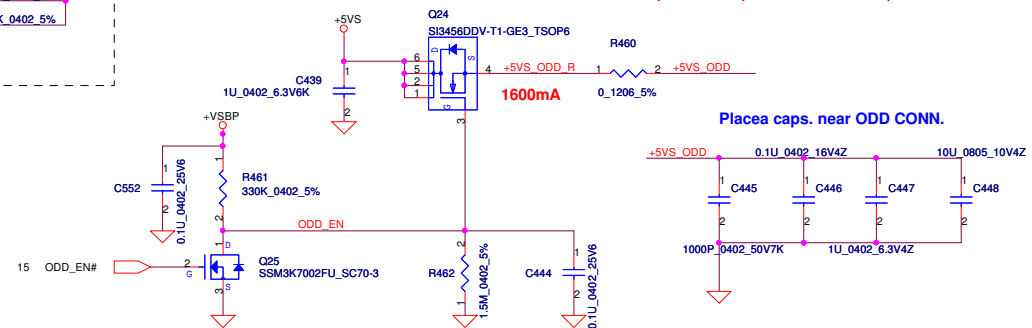 K_0402_5%
+5VS
Q24
SI3456DDV-T1-GE3_TSOP6
D
S
G
6
5
2
1
4
3
+5VS_ODD_R
1600mA
R460
1
2
+5VS_ODD
0_1206_5%
C439
1
1U_0402_6.3V6K
2
+VSBP
C552
1
2
0.1U_0402_25V6
1
R461
330K_0402_5%
2
ODD_EN
Placea caps. near ODD CONN.
+5VS_ODD
0.1U_0402_16V4Z
10U_0805_10V4Z
1
C445
2
1
C446
2
1
C447
2
1
C448
2
1000P_0402_50V7K
1U_0402_6.3V4Z
15
ODD_EN#
2
G
1
D
S
3
Q25
SSM3K7002FU_SC70-3
2
R462
1
1.5M_0402_5%
1
C444
2
0.1U_0402_25V6